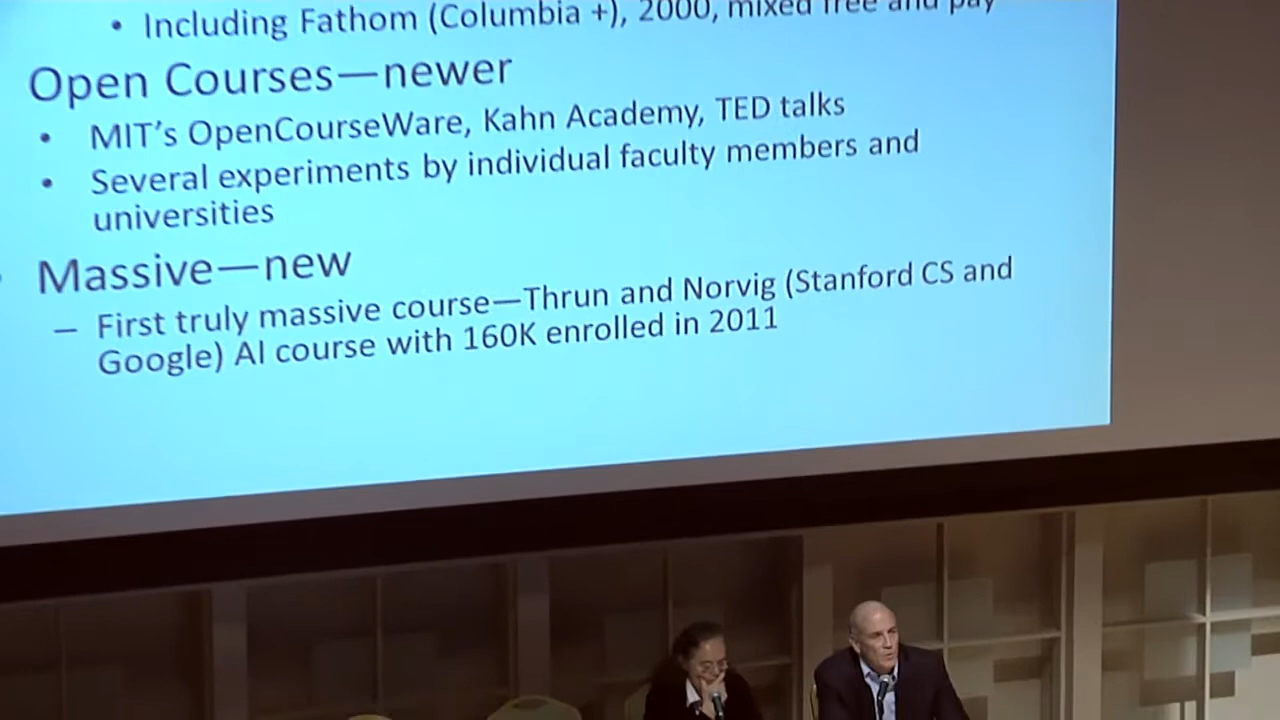 • Including Fathom (Columbia +), 2000, mixed free and pay
Open Courses—newer
• MIT's OpenCourseWare, Kahn Academy, TED talks
• Several experiments by individual faculty members and
universities
Massive—new
– First truly massive course—Thrun and Norvig (Stanford CS and
Google) AI course with 160K enrolled in 2011